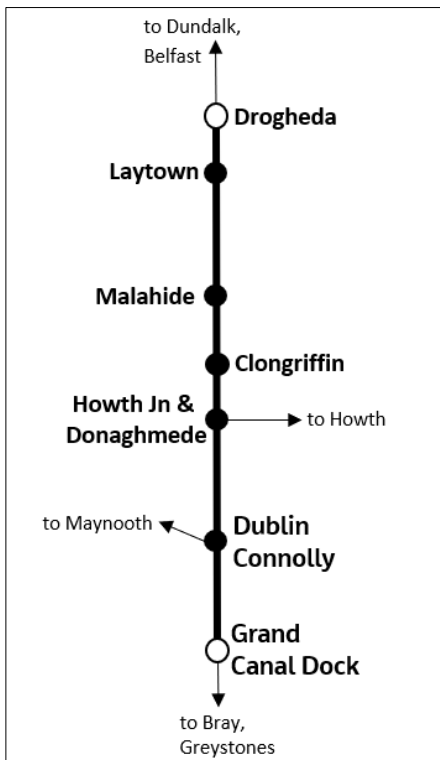 to Dundalk,
Belfast
Drogheda
Laytown
Malahide
Clongriffin
Howth Jn &
Donaghmede
to Howth
to Maynooth
Dublin
Connolly
Grand
Canal Dock
to Bray,
Greystones